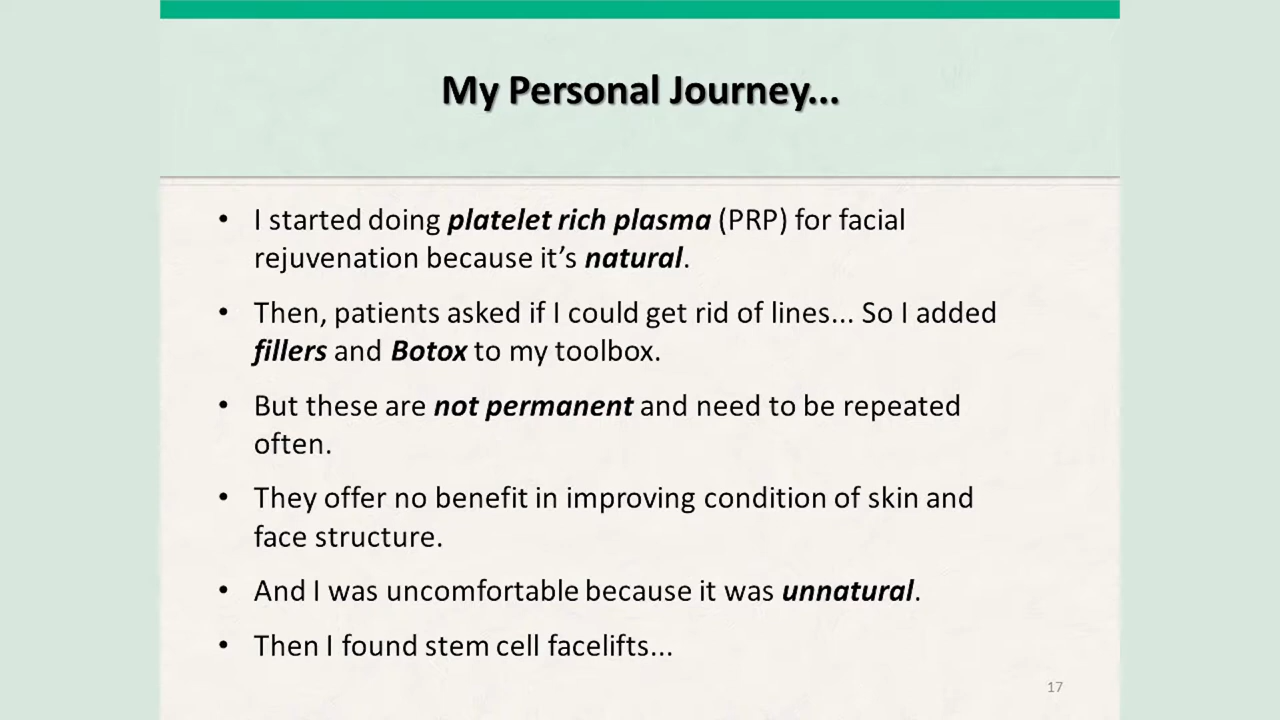 My Personal Journey...
• I started doing platelet rich plasma (PRP) for facial
rejuvenation because it’s natural.
• Then, patients asked if I could get rid of lines... So I added
fillers and Botox to my toolbox.
• But these are not permanent and need to be repeated
often.
• They offer no benefit in improving condition of skin and
face structure.
• And I was uncomfortable because it was unnatural.
• Then I found stem cell facelifts...
17